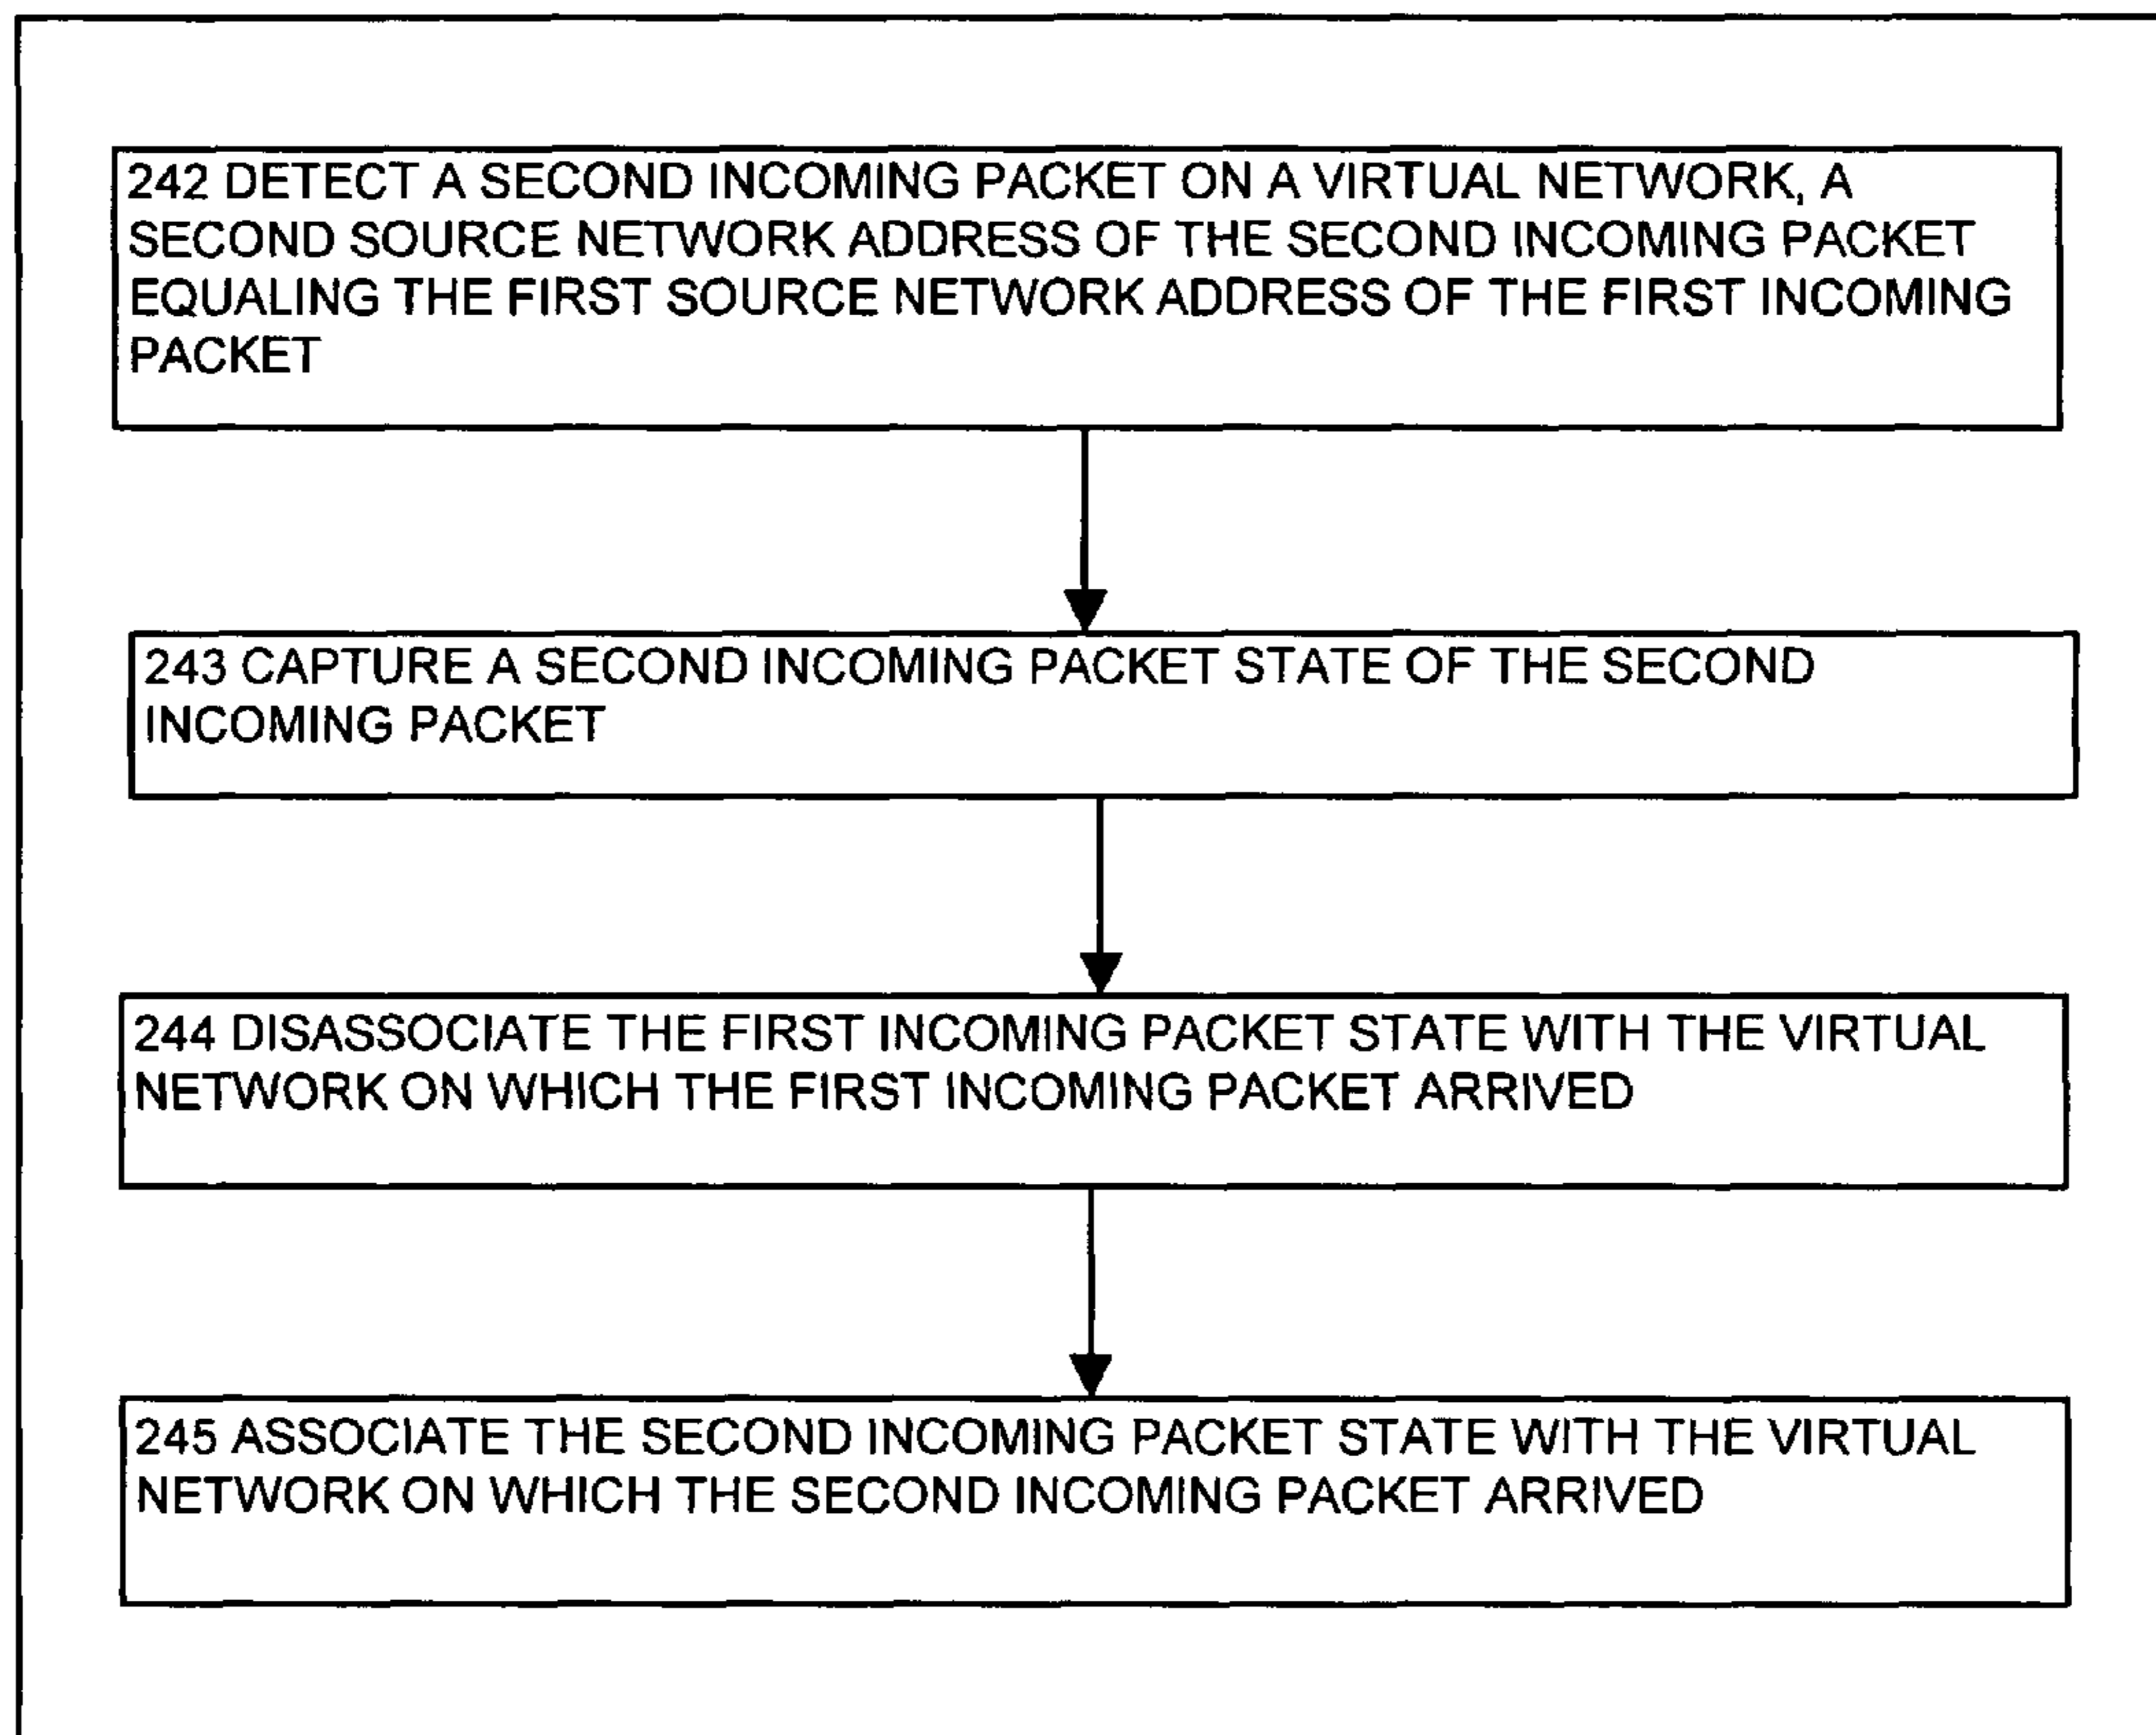 242 DETECT A SECOND INCOMING PACKET ON A VIRTUAL NETWORK, A
SECOND SOURCE NETWORK ADDRESS OF THE SECOND INCOMING PACKET
EQUALING THE FIRST SOURCE NETWORK ADDRESS OF THE FIRST INCOMING
PACKET
243 CAPTURE A SECOND INCOMING PACKET STATE OF THE SECOND
INCOMING PACKET
244 DISASSOCIATE THE FIRST INCOMING PACKET STATE WITH THE VIRTUAL
NETWORK ON WHICH THE FIRST INCOMING PACKET ARRIVED
245 ASSOCIATE THE SECOND INCOMING PACKET STATE WITH THE VIRTUAL
NETWORK ON WHICH THE SECOND INCOMING PACKET ARRIVED